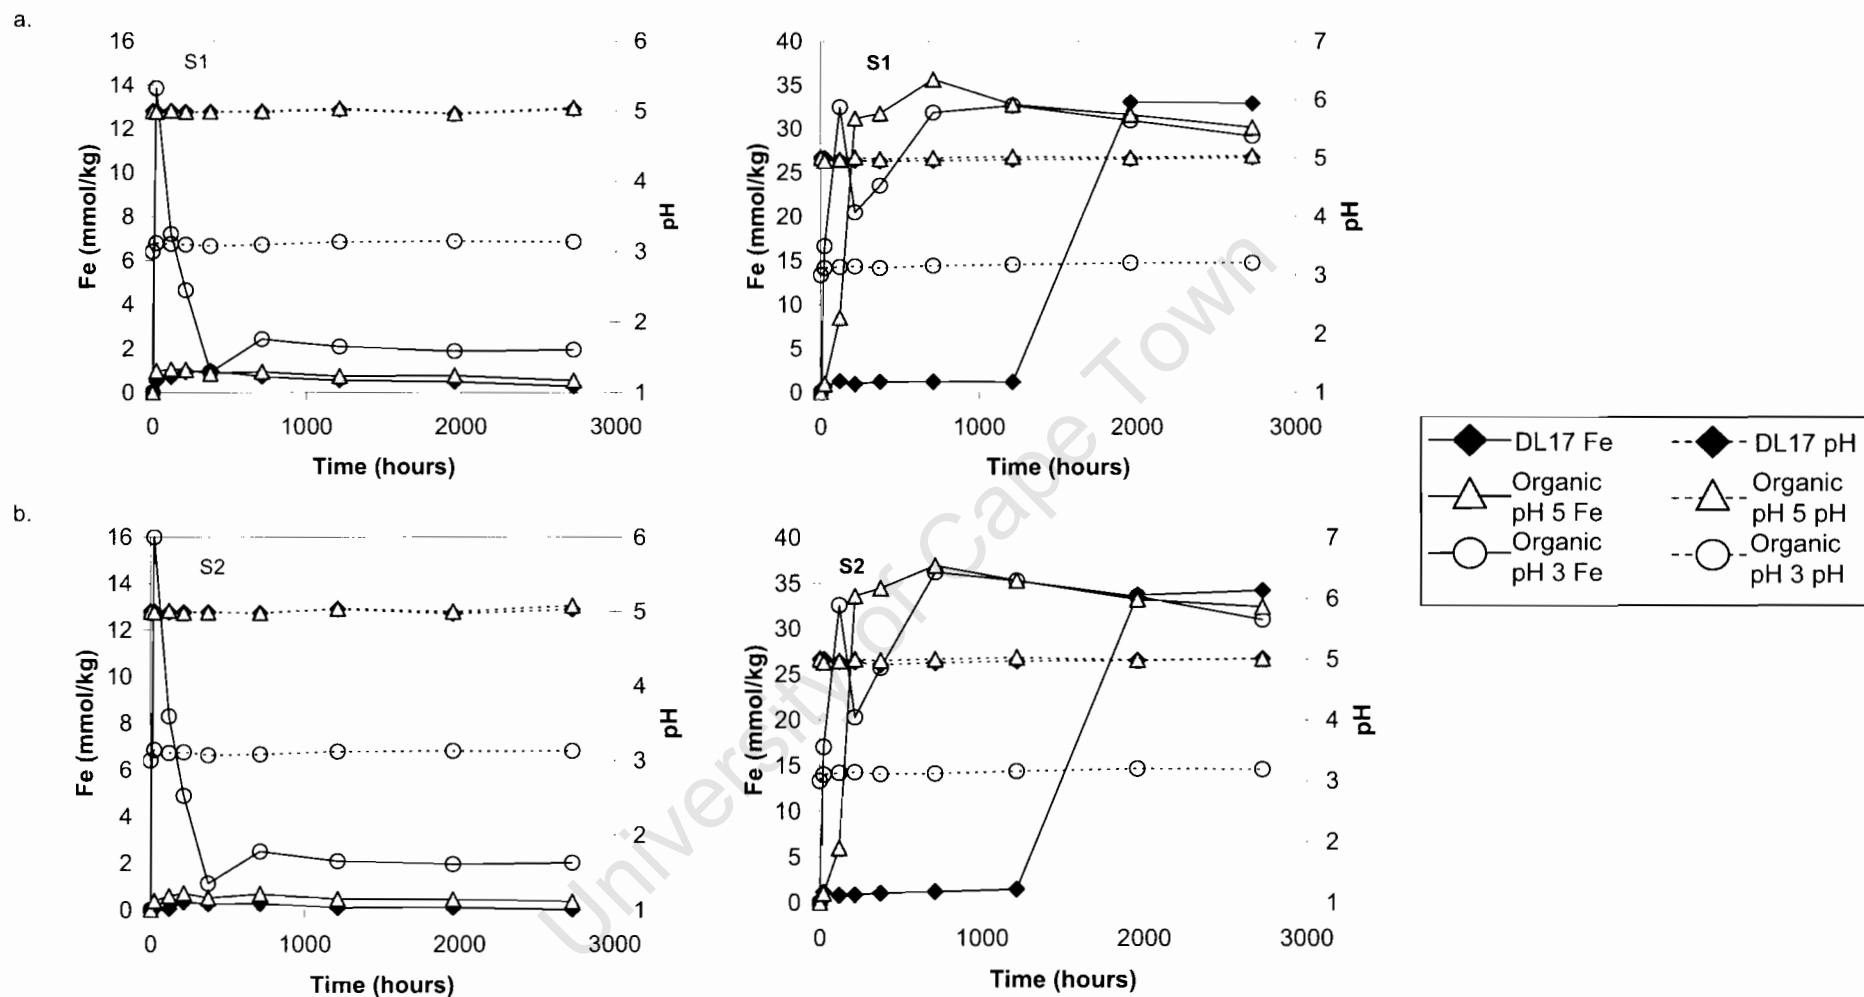 a.
S1
16
14
12
10
8
6
4
2
0
Fe (mmol/kg)
6
5
4
3
2
1
pH
0 1000 2000 3000
Time (hours)
S1
40
35
30
25
20
15
10
5
0
Fe (mmol/kg)
7
6
5
4
3
2
1
pH
0 1000 2000 3000
Time (hours)
b.
S2
16
14
12
10
8
6
4
2
0
Fe (mmol/kg)
6
5
4
3
2
1
pH
0 1000 2000 3000
Time (hours)
S2
40
35
30
25
20
15
10
5
0
Fe (mmol/kg)
7
6
5
4
3
2
1
pH
0 1000 2000 3000
Time (hours)
DL17 Fe
DL17 pH
Organic
pH 5 Fe
Organic
pH 5 pH
Organic
pH 3 Fe
Organic
pH 3 pH
University of Cape Town